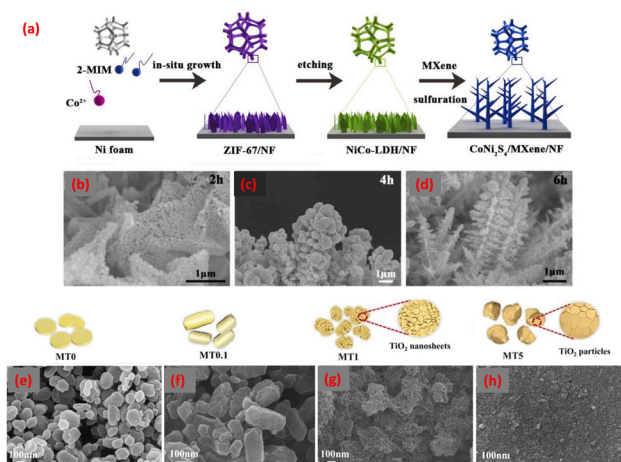 (a)
2-MIM
Co²⁺
Ni foam
in-situ growth
ZIF-67/NF
etching
NiCo-LDH/NF
MXene
sulfuration
CoNi₂S₄/MXene/NF
(b) 2h
1μm
(c) 4h
1μm
(d) 6h
1μm
MT0
MT0.1
MT1
TiO₂ nanosheets
MT5
TiO₂ particles
(e)
100nm
(f)
100nm
(g)
100nm
(h)
100nm